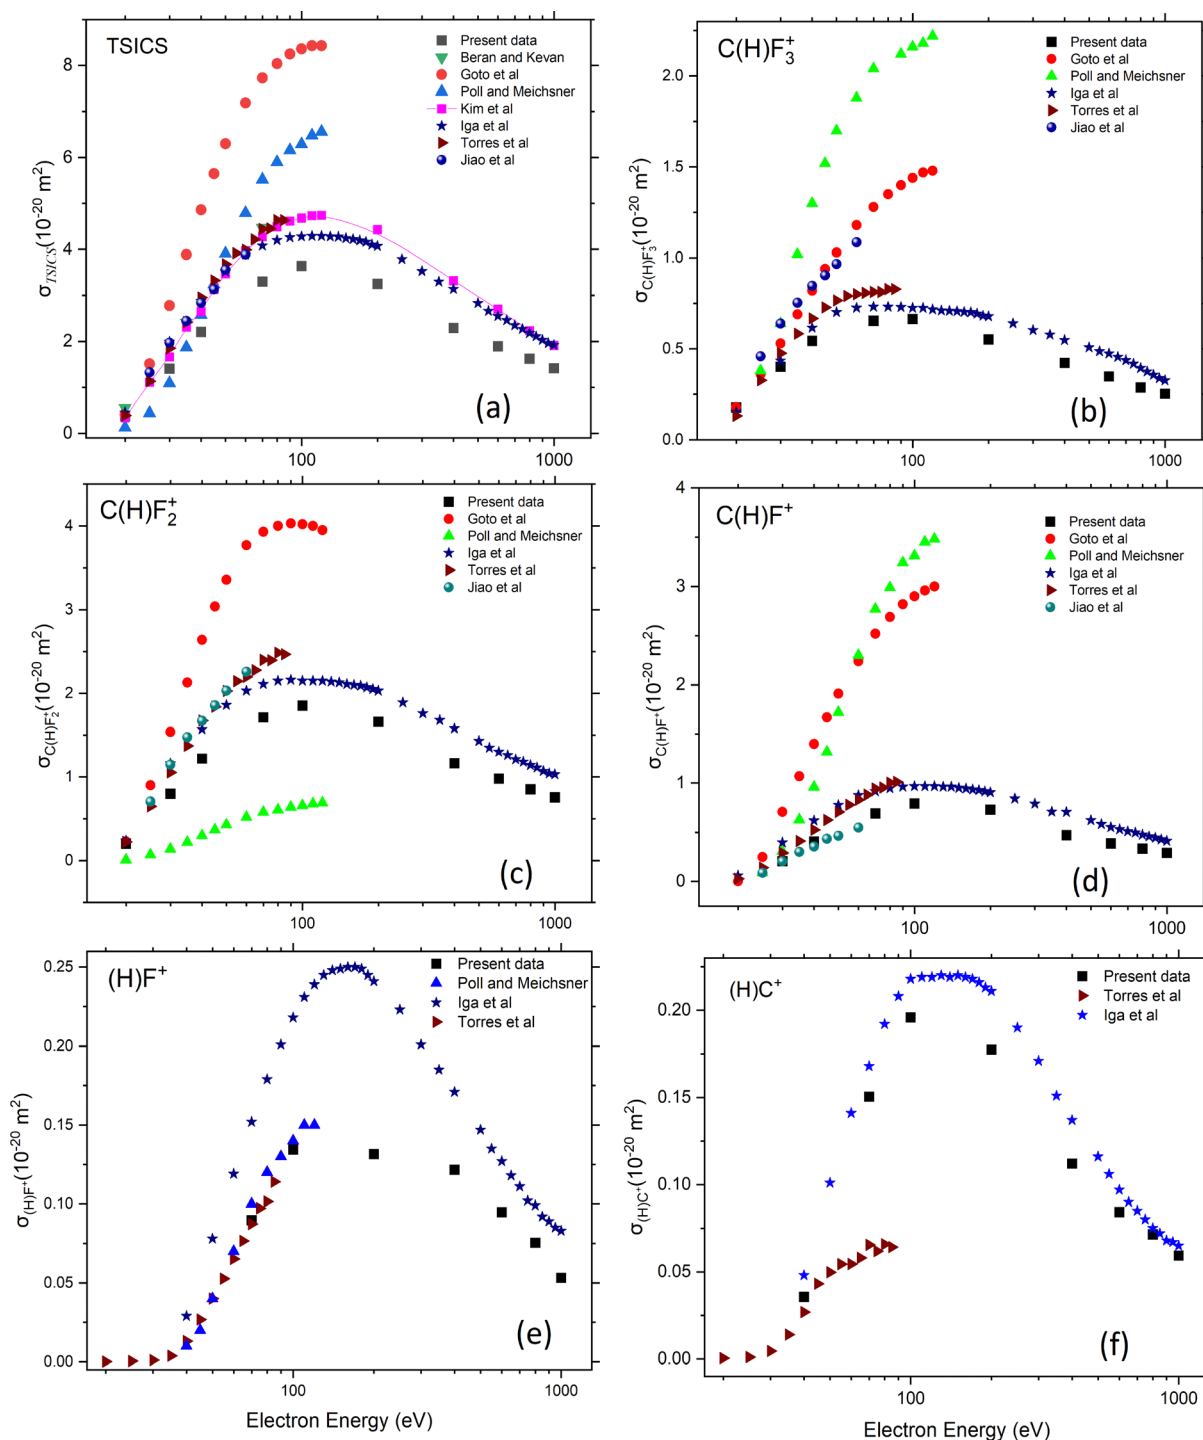 TSICS
Present data
Beran and Kevan
Goto et al
Poll and Meichsner
Kim et al
Iga et al
Torres et al
Jiao et al
σTSICS(10⁻²⁰ m²)
8
6
4
2
0
100
1000
(a)
C(H)F₃⁺
Present data
Goto et al
Poll and Meichsner
Iga et al
Torres et al
Jiao et al
σC(H)F₃⁺(10⁻²⁰ m²)
2.0
1.5
1.0
0.5
0.0
100
1000
(b)
C(H)F₂⁺
Present data
Goto et al
Poll and Meichsner
Iga et al
Torres et al
Jiao et al
σC(H)F₂⁺(10⁻²⁰ m²)
4
3
2
1
0
100
1000
(c)
C(H)F⁺
Present data
Goto et al
Poll and Meichsner
Iga et al
Torres et al
Jiao et al
σC(H)F⁺(10⁻²⁰ m²)
4
3
2
1
0
100
1000
(d)
(H)F⁺
Present data
Poll and Meichsner
Iga et al
Torres et al
σ(H)F⁺(10⁻²⁰ m²)
0.25
0.20
0.15
0.10
0.05
0.00
100
1000
(e)
Electron Energy (eV)
(H)C⁺
Present data
Torres et al
Iga et al
σ(H)C⁺(10⁻²⁰ m²)
0.20
0.15
0.10
0.05
0.00
100
1000
(f)
Electron Energy (eV)